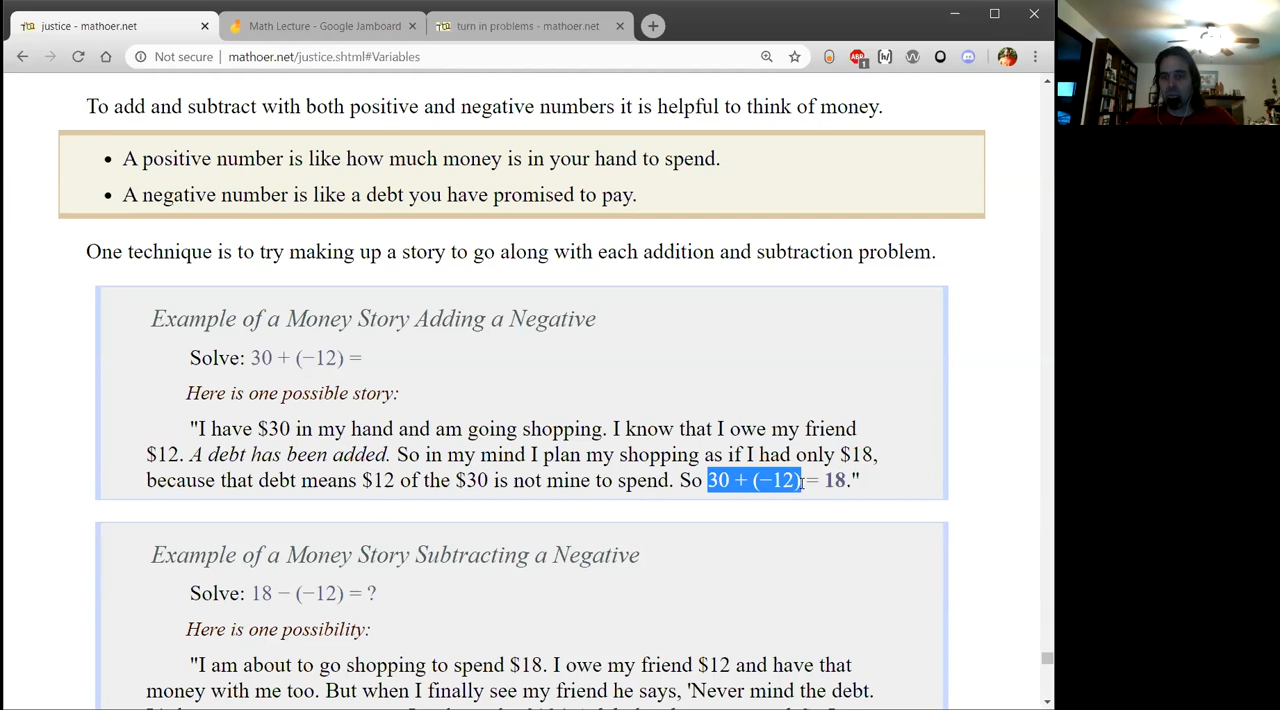 justice - mathoer.net
Math Lecture - Google Jamboard
turn in problems - mathoer.net
Not secure | mathoer.net/justice.shtml#Variables
To add and subtract with both positive and negative numbers it is helpful to think of money.
• A positive number is like how much money is in your hand to spend.
• A negative number is like a debt you have promised to pay.
One technique is to try making up a story to go along with each addition and subtraction problem.
Example of a Money Story Adding a Negative
Solve: 30 + (−12) =
Here is one possible story:
"I have $30 in my hand and am going shopping. I know that I owe my friend
$12. A debt has been added. So in my mind I plan my shopping as if I had only $18,
because that debt means $12 of the $30 is not mine to spend. So 30 + (−12) = 18."
Example of a Money Story Subtracting a Negative
Solve: 18 − (−12) = ?
Here is one possibility:
"I am about to go shopping to spend $18. I owe my friend $12 and have that
money with me too. But when I finally see my friend he says, 'Never mind the debt.